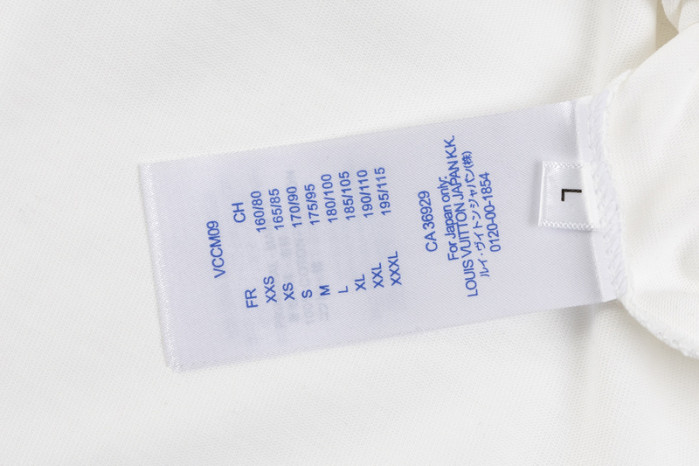 VCCM09
FR CH
XXS 160/80
XS 165/85
S 170/90
M 175/95
L 180/100
XL 185/105
XXL 190/110
XXXL 195/115
CA 36929
For Japan only:
LOUIS VUITTON JAPAN K.K.
ルイ・ヴィトン ジャパン(株)
0120-00-1854
L